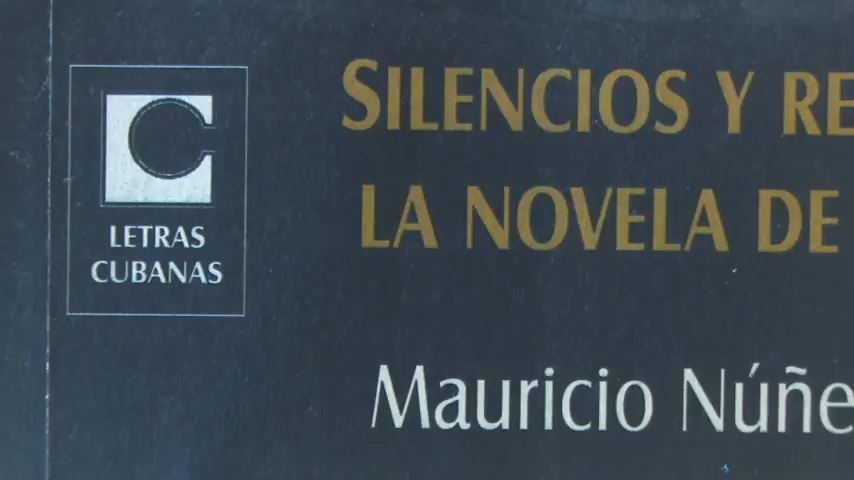 LETRAS
CUBANAS
SILENCIOS Y RE
LA NOVELA DE
Mauricio Núñe